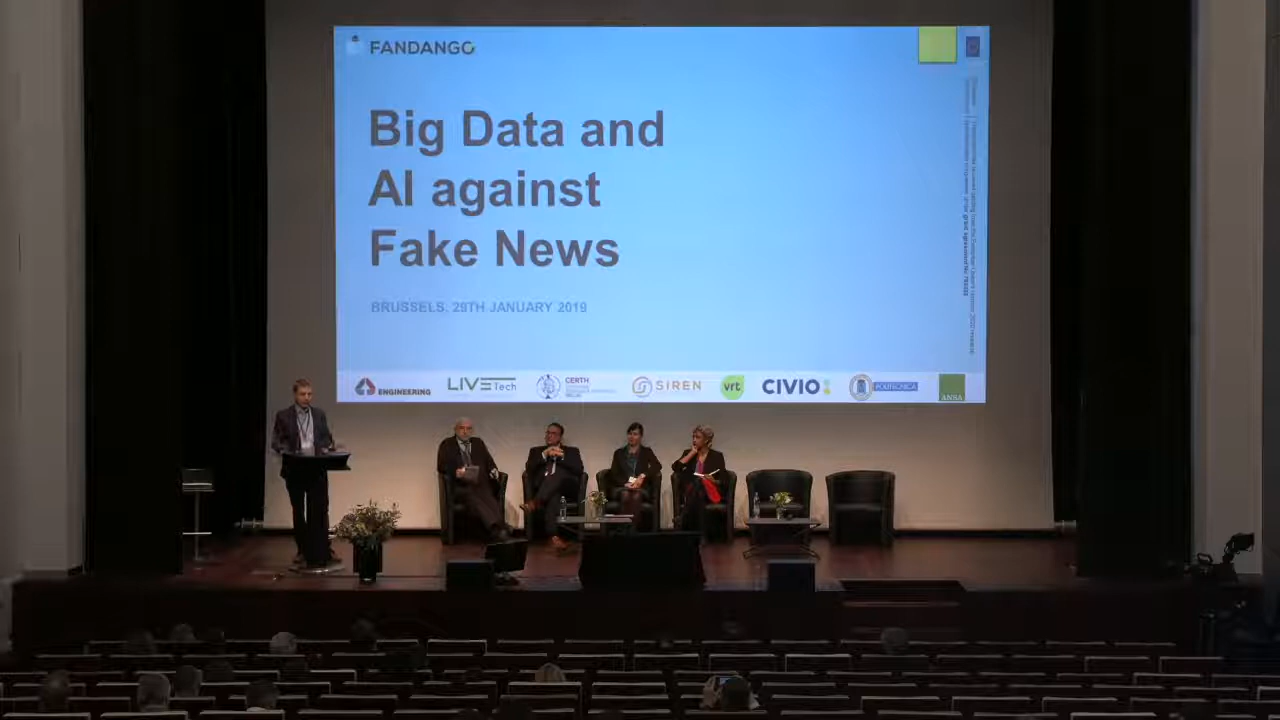 FANDANGO
Big Data and
AI against
Fake News
BRUSSELS, 29TH JANUARY 2019
ENGINEERING
LIVETech
CERTH
SIREN
vrt
CIVIO
POLITECNICA
ANSA